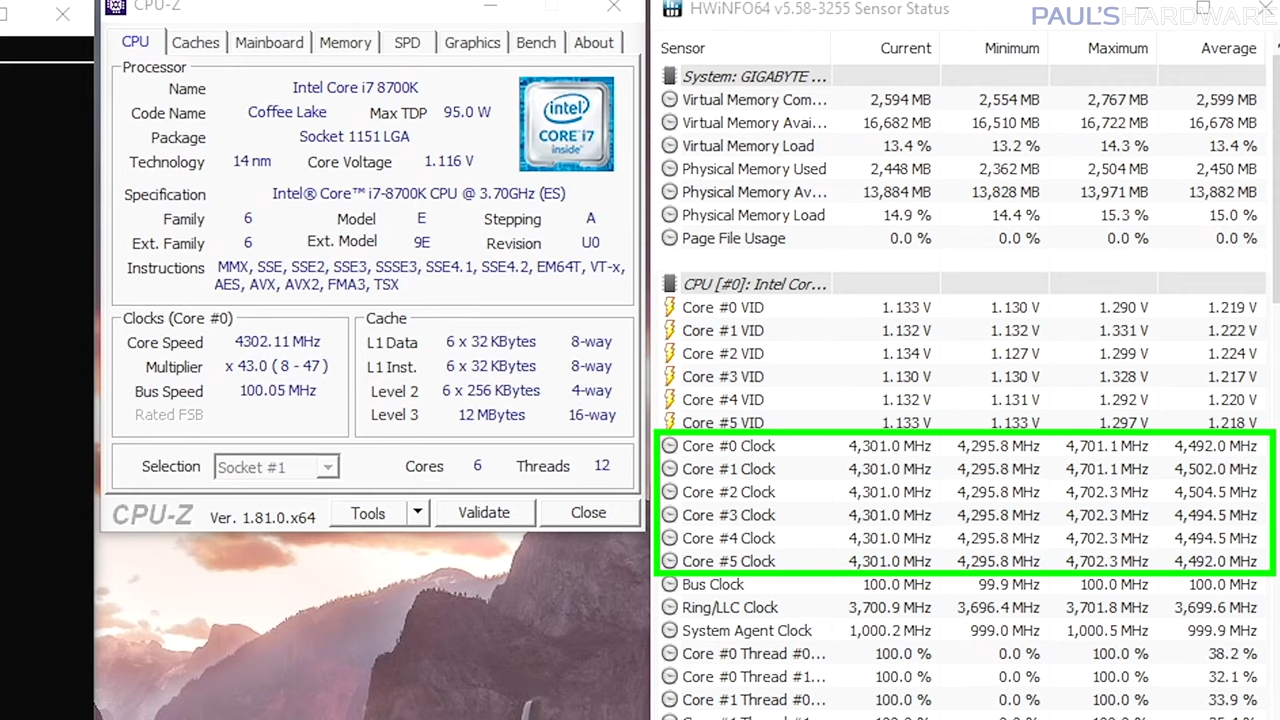 CPU-Z
CPU Caches Mainboard Memory SPD Graphics Bench About
Processor
Name Intel Core i7 8700K
Code Name Coffee Lake Max TDP 95.0 W
Package Socket 1151 LGA
Technology 14 nm Core Voltage 1.116 V
intel
CORE i7
inside
Specification Intel® Core™ i7-8700K CPU @ 3.70GHz (ES)
Family 6 Model E Stepping A
Ext. Family 6 Ext. Model 9E Revision U0
Instructions MMX, SSE, SSE2, SSE3, SSSE3, SSE4.1, SSE4.2, EM64T, VT-x,
AES, AVX, AVX2, FMA3, TSX
Clocks (Core #0)
Core Speed 4302.11 MHz
Multiplier x 43.0 ( 8 - 47 )
Bus Speed 100.05 MHz
Rated FSB
Cache
L1 Data 6 x 32 KBytes 8-way
L1 Inst. 6 x 32 KBytes 8-way
Level 2 6 x 256 KBytes 4-way
Level 3 12 MBytes 16-way
Selection Socket #1 Cores 6 Threads 12
CPU-Z Ver. 1.81.0.x64 Tools Validate Close
HWiNFO64 v5.58-3255 Sensor Status
PAUL'SHARDWARE
Sensor Current Minimum Maximum Average
System: GIGABYTE ...
Virtual Memory Com... 2,594 MB 2,554 MB 2,767 MB 2,599 MB
Virtual Memory Avai... 16,682 MB 16,510 MB 16,722 MB 16,678 MB
Virtual Memory Load 13.4 % 13.2 % 14.3 % 13.4 %
Physical Memory Used 2,448 MB 2,362 MB 2,504 MB 2,450 MB
Physical Memory Av... 13,884 MB 13,828 MB 13,971 MB 13,882 MB
Physical Memory Load 14.9 % 14.4 % 15.3 % 15.0 %
Page File Usage 0.0 % 0.0 % 0.0 % 0.0 %
CPU [#0]: Intel Cor...
Core #0 VID 1.133 V 1.130 V 1.290 V 1.219 V
Core #1 VID 1.132 V 1.132 V 1.331 V 1.222 V
Core #2 VID 1.134 V 1.127 V 1.299 V 1.224 V
Core #3 VID 1.130 V 1.130 V 1.328 V 1.217 V
Core #4 VID 1.132 V 1.131 V 1.292 V 1.220 V
Core #5 VID 1.133 V 1.133 V 1.297 V 1.218 V
Core #0 Clock 4,301.0 MHz 4,295.8 MHz 4,701.1 MHz 4,492.0 MHz
Core #1 Clock 4,301.0 MHz 4,295.8 MHz 4,701.1 MHz 4,502.0 MHz
Core #2 Clock 4,301.0 MHz 4,295.8 MHz 4,702.3 MHz 4,504.5 MHz
Core #3 Clock 4,301.0 MHz 4,295.8 MHz 4,702.3 MHz 4,494.5 MHz
Core #4 Clock 4,301.0 MHz 4,295.8 MHz 4,702.3 MHz 4,494.5 MHz
Core #5 Clock 4,301.0 MHz 4,295.8 MHz 4,702.3 MHz 4,492.0 MHz
Bus Clock 100.0 MHz 99.9 MHz 100.0 MHz 100.0 MHz
Ring/LLC Clock 3,700.9 MHz 3,696.4 MHz 3,701.8 MHz 3,699.6 MHz
System Agent Clock 1,000.2 MHz 999.0 MHz 1,000.5 MHz 999.9 MHz
Core #0 Thread #0... 100.0 % 0.0 % 100.0 % 38.2 %
Core #0 Thread #1... 100.0 % 0.0 % 100.0 % 32.1 %
Core #1 Thread #0... 100.0 % 0.0 % 100.0 % 33.9 %